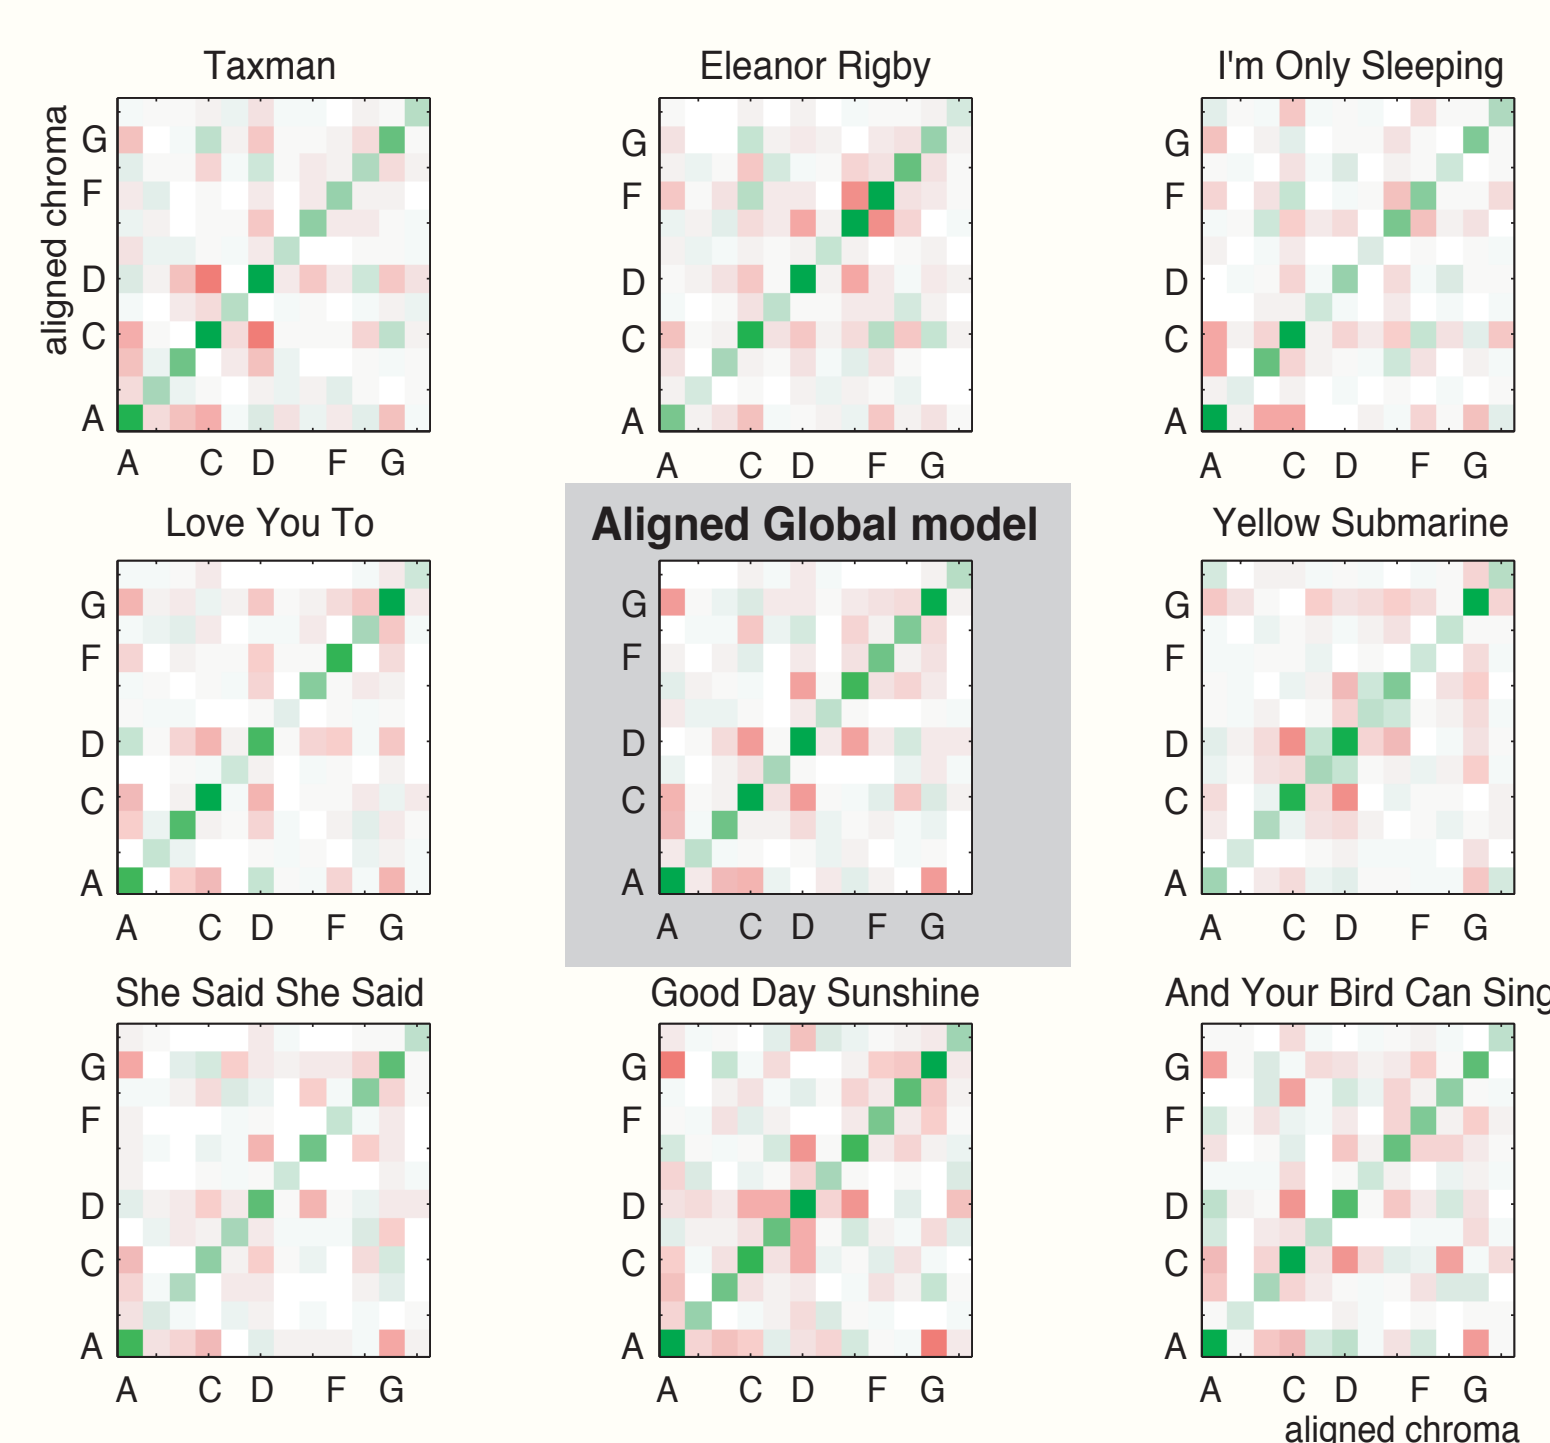 Taxman
Eleanor Rigby
I'm Only Sleeping
aligned chroma
G
F
D
C
A
A C D F G
G
F
D
C
A
A C D F G
G
F
D
C
A
A C D F G
Love You To
Aligned Global model
Yellow Submarine
G
F
D
C
A
A C D F G
G
F
D
C
A
A C D F G
G
F
D
C
A
A C D F G
She Said She Said
Good Day Sunshine
And Your Bird Can Sing
G
F
D
C
A
A C D F G
G
F
D
C
A
A C D F G
G
F
D
C
A
A C D F G
aligned chroma